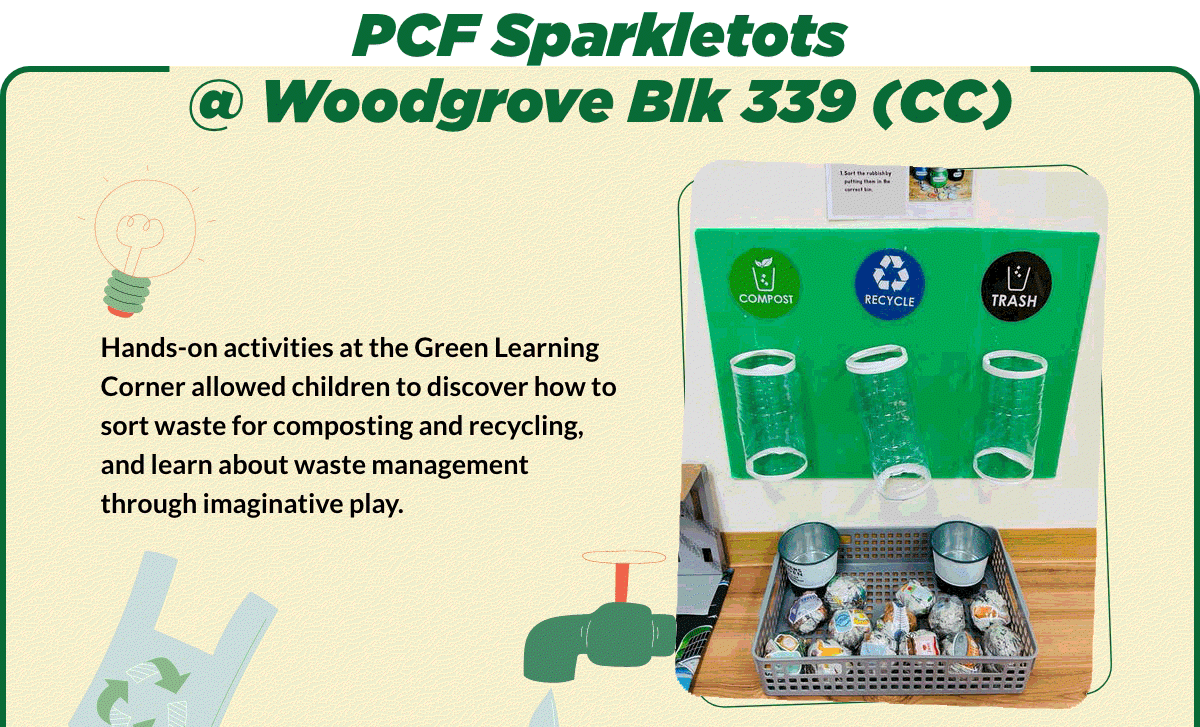 PCF Sparkletots
@ Woodgrove Blk 339 (CC)
Hands-on activities at the Green Learning
Corner allowed children to discover how to
sort waste for composting and recycling,
and learn about waste management
through imaginative play.
1. Sort the rubbish by
putting them in the
correct bin.
COMPOST
RECYCLE
TRASH